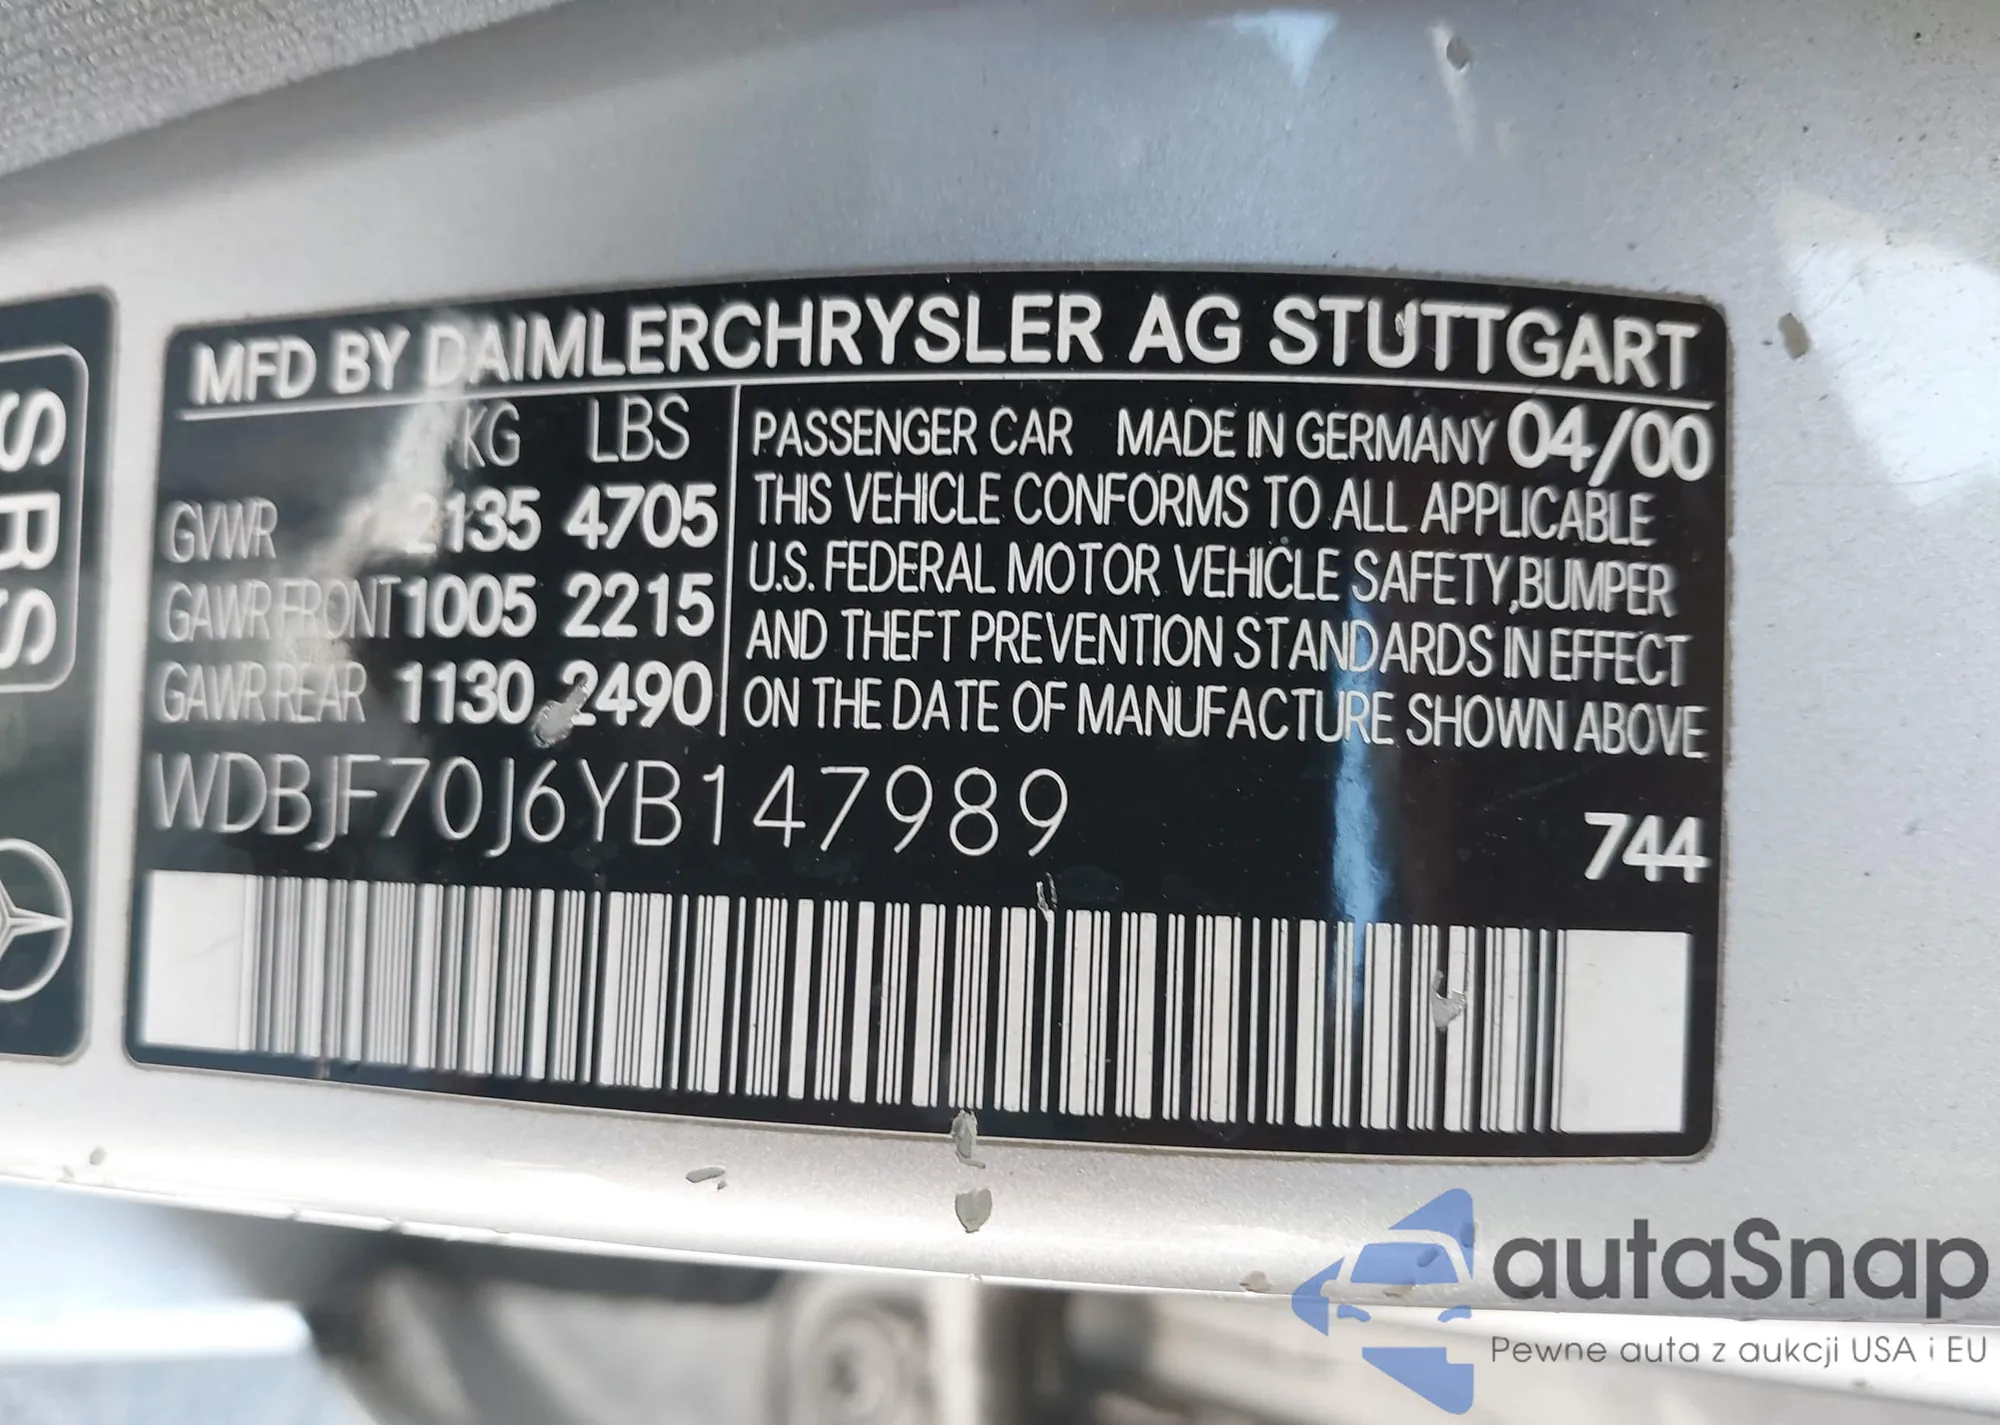 MFD BY DAIMLERCHRYSLER AG STUTTGART
KG LBS
GVWR 2135 4705
GAWR FRONT 1005 2215
GAWR REAR 1130 2490
PASSENGER CAR MADE IN GERMANY 04/00
THIS VEHICLE CONFORMS TO ALL APPLICABLE
U.S. FEDERAL MOTOR VEHICLE SAFETY,BUMPER
AND THEFT PREVENTION STANDARDS IN EFFECT
ON THE DATE OF MANUFACTURE SHOWN ABOVE
WDBJF70J6YB147989
744
SRS
autaSnap
Pewne auta z aukcji USA i EU